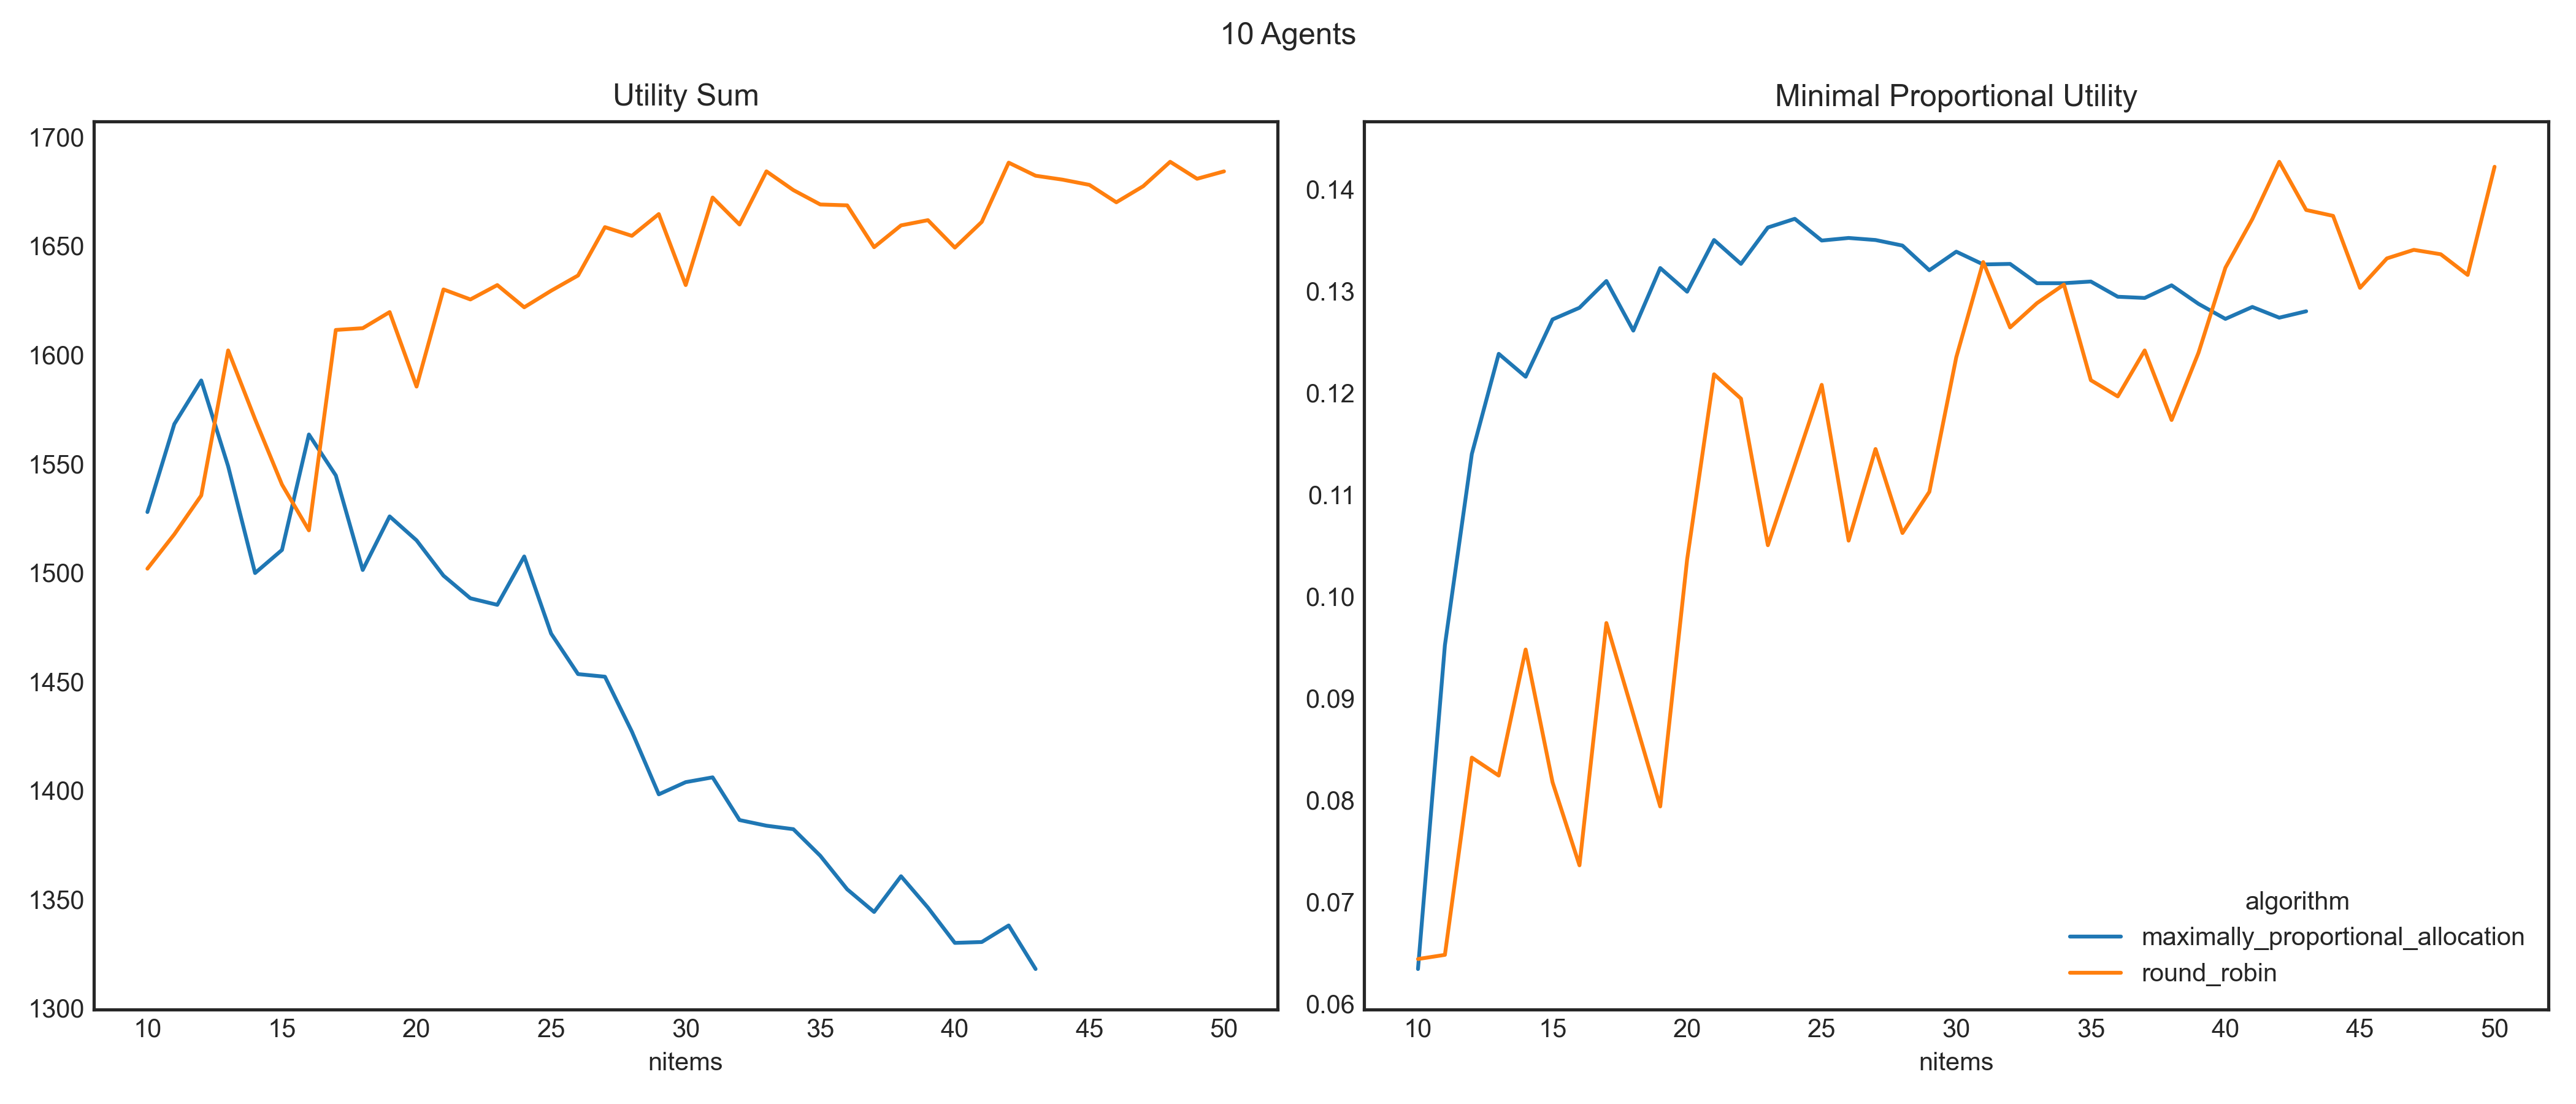 10 Agents
Utility Sum
1700
1650
1600
1550
1500
1450
1400
1350
1300
10 15 20 25 30 35 40 45 50
nitems
Minimal Proportional Utility
0.14
0.13
0.12
0.11
0.10
0.09
0.08
0.07
0.06
algorithm
maximally_proportional_allocation
round_robin
10 15 20 25 30 35 40 45 50
nitems